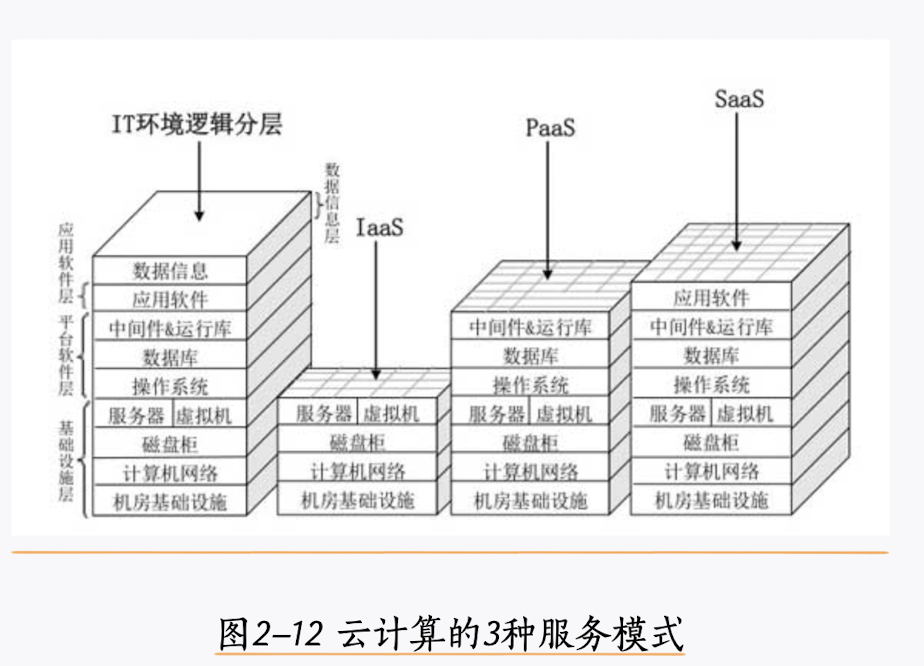 IT环境逻辑分层
数据信息层
应用软件层
平台软件层
基础设施层
数据信息
应用软件
中间件&运行库
数据库
操作系统
服务器 虚拟机
磁盘柜
计算机网络
机房基础设施
IaaS
服务器 虚拟机
磁盘柜
计算机网络
机房基础设施
PaaS
中间件&运行库
数据库
操作系统
服务器 虚拟机
磁盘柜
计算机网络
机房基础设施
SaaS
应用软件
中间件&运行库
数据库
操作系统
服务器 虚拟机
磁盘柜
计算机网络
机房基础设施
图2-12 云计算的3种服务模式